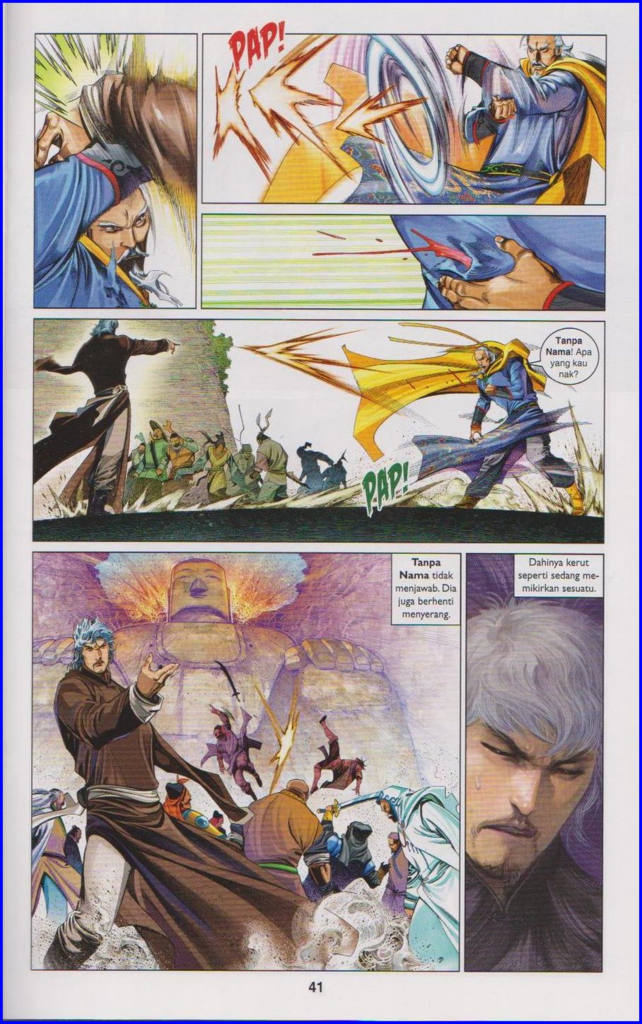 PAP!
Tanpa
Nama! Apa
yang kau
nak?
PAP!
Tanpa
Nama tidak
menjawab. Dia
juga berhenti
menyerang.
Dahinya kerut
seperti sedang me-
mikirkan sesuatu.
41